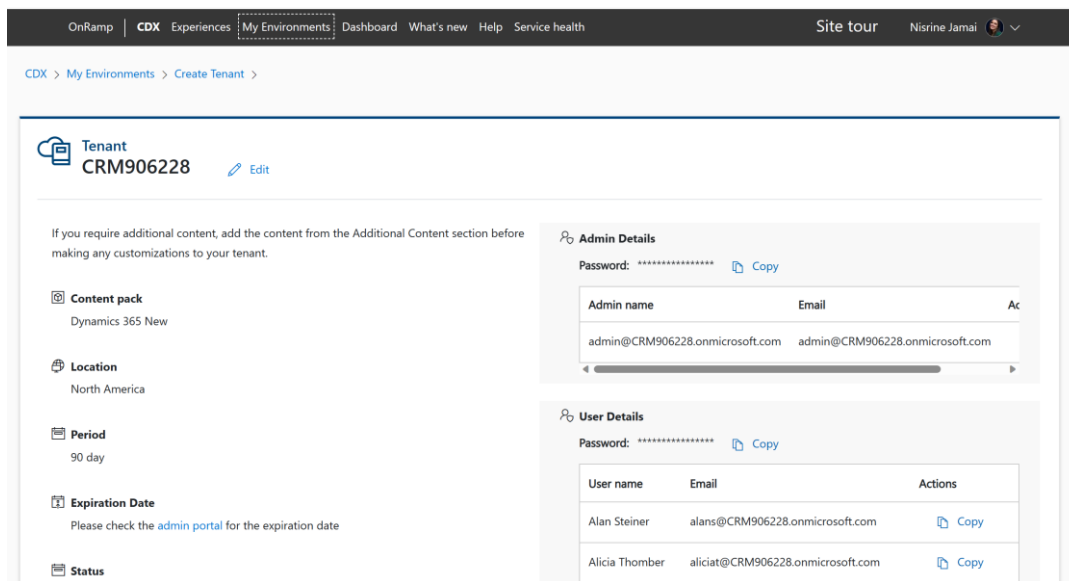 OnRamp CDX Experiences My Environments Dashboard What's new Help Service health Site tour Nisrine Jamai
CDX > My Environments > Create Tenant >
Tenant
CRM906228 Edit
If you require additional content, add the content from the Additional Content section before
making any customizations to your tenant.
Content pack
Dynamics 365 New
Location
North America
Period
90 day
Expiration Date
Please check the admin portal for the expiration date
Status
Admin Details
Password: **************** Copy
Admin name Email Ac
admin@CRM906228.onmicrosoft.com admin@CRM906228.onmicrosoft.com
User Details
Password: **************** Copy
User name Email Actions
Alan Steiner alans@CRM906228.onmicrosoft.com Copy
Alicia Thomber aliciat@CRM906228.onmicrosoft.com Copy